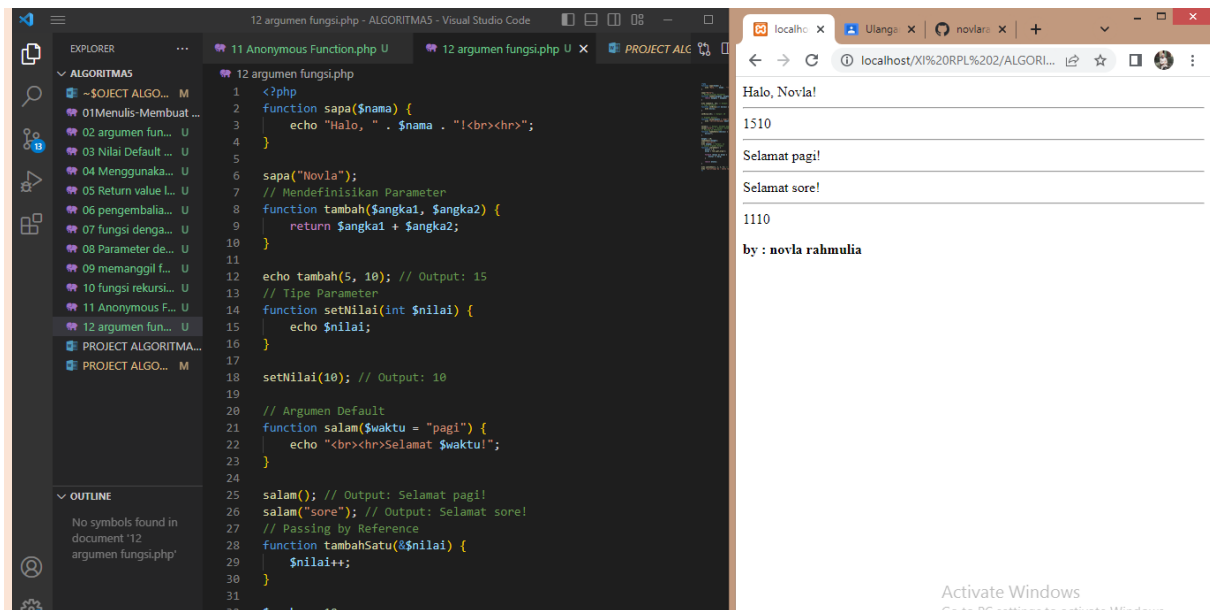 12 argumen fungsi.php - ALGORITMA5 - Visual Studio Code
EXPLORER
ALGORITMA5
~$OJECT ALGO... M
01Menulis-Membuat ...
02 argumen fun... U
03 Nilai Default ... U
04 Menggunaka... U
05 Return value l... U
06 pengembalia... U
07 fungsi denga... U
08 Parameter de... U
09 memanggil f... U
10 fungsi rekursi... U
11 Anonymous F... U
12 argumen fun... U
PROJECT ALGORITMA...
PROJECT ALGO... M
13
OUTLINE
No symbols found in
document '12
argumen fungsi.php'
11 Anonymous Function.php U
12 argumen fungsi.php U
PROJECT ALG
12 argumen fungsi.php
1 <?php
2 function sapa($nama) {
3 echo "Halo, " . $nama . "!<br><hr>";
4 }
5
6 sapa("Novla");
7 // Mendefinisikan Parameter
8 function tambah($angka1, $angka2) {
9 return $angka1 + $angka2;
10 }
11
12 echo tambah(5, 10); // Output: 15
13 // Tipe Parameter
14 function setNilai(int $nilai) {
15 echo $nilai;
16 }
17
18 setNilai(10); // Output: 10
19
20 // Argumen Default
21 function salam($waktu = "pagi") {
22 echo "<br><hr>Selamat $waktu!";
23 }
24
25 salam(); // Output: Selamat pagi!
26 salam("sore"); // Output: Selamat sore!
27 // Passing by Reference
28 function tambahSatu(&$nilai) {
29 $nilai++;
30 }
31
localho
Ulanga
novlara
localhost/XI%20RPL%202/ALGORI...
Halo, Novla!
1510
Selamat pagi!
Selamat sore!
1110
by : novla rahmulia
Activate Windows